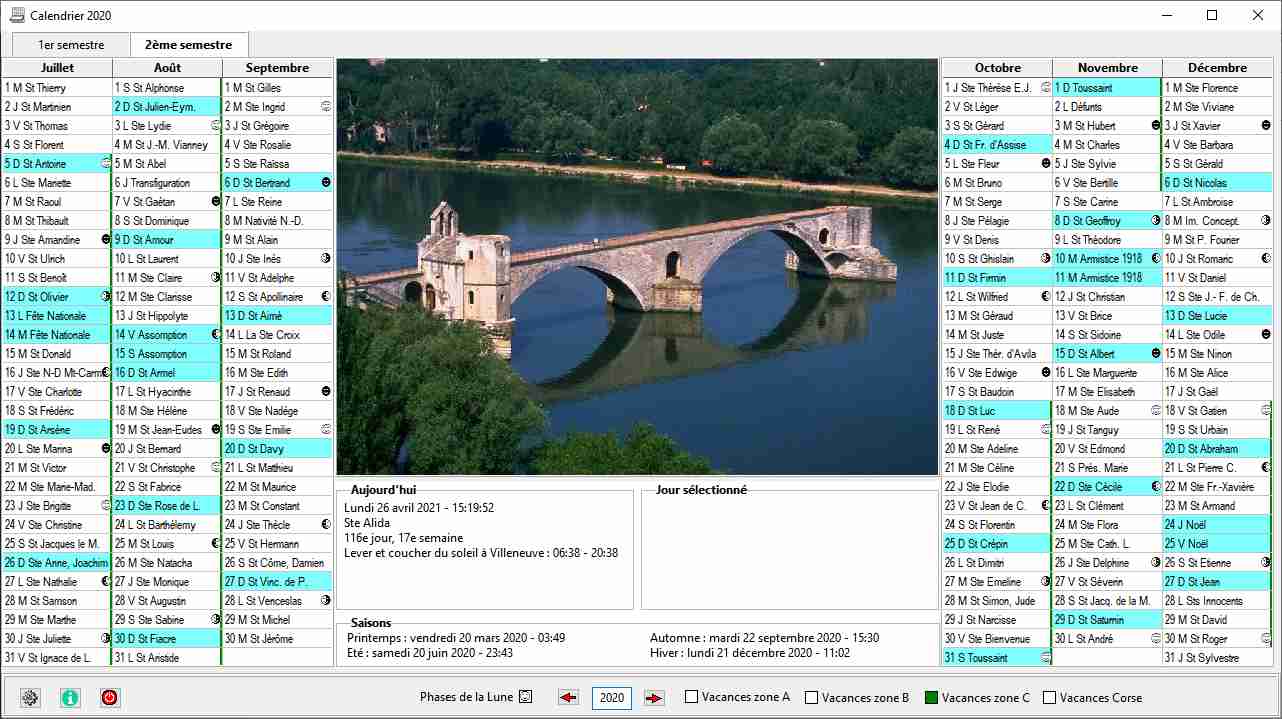 Calendrier 2020
1er semestre
2ème semestre
Juillet
1 M St Thierry
2 J St Martinien
3 V St Thomas
4 S St Florent
5 D St Antoine
6 L Ste Mariette
7 M St Raoul
8 M St Thibault
9 J Ste Amandine
10 V St Ulrich
11 S St Benoît
12 D St Olivier
13 L Fête Nationale
14 M Fête Nationale
15 M St Donald
16 J Ste N-D Mt-Carm
17 V Ste Charlotte
18 S St Frédéric
19 D St Arsène
20 L Ste Marina
21 M St Victor
22 M Ste Marie-Mad.
23 J Ste Brigitte
24 V Ste Christine
25 S St Jacques le M.
26 D Ste Anne, Joachim
27 L Ste Nathalie
28 M St Samson
29 M Ste Marthe
30 J Ste Juliette
31 V St Ignace de L.
Août
1 S St Alphonse
2 D St Julien-Eym.
3 L Ste Lydie
4 M St J.-M. Vianney
5 M St Abel
6 J Transfiguration
7 V St Gaëtan
8 S St Dominique
9 D St Amour
10 L St Laurent
11 M Ste Claire
12 M Ste Clarisse
13 J St Hippolyte
14 V Assomption
15 S Assomption
16 D St Armel
17 L St Hyacinthe
18 M Ste Hélène
19 M St Jean-Eudes
20 J St Bernard
21 V St Christophe
22 S St Fabrice
23 D Ste Rose de L.
24 L St Barthélemy
25 M St Louis
26 M Ste Natacha
27 J Ste Monique
28 V St Augustin
29 S Ste Sabine
30 D St Fiacre
31 L St Aristide
Septembre
1 M St Gilles
2 M Ste Ingrid
3 J St Grégoire
4 V Ste Rosalie
5 S Ste Raïssa
6 D St Bertrand
7 L Ste Reine
8 M Nativité N.-D.
9 M St Alain
10 J Ste Inès
11 V St Adelphe
12 S St Apollinaire
13 D St Aimé
14 L La Ste Croix
15 M St Roland
16 M Ste Edith
17 J St Renaud
18 V Ste Nadège
19 S Ste Emilie
20 D St Davy
21 L St Matthieu
22 M St Maurice
23 M St Constant
24 J Ste Thècle
25 V St Hermann
26 S St Côme, Damien
27 D St Vinc. de P.
28 L St Venceslas
29 M St Michel
30 M St Jérôme
Aujourd'hui
Lundi 26 avril 2021 - 15:19:52
Ste Alida
116e jour, 17e semaine
Lever et coucher du soleil à Villeneuve : 06:38 - 20:38
Jour sélectionné
Saisons
Printemps : vendredi 20 mars 2020 - 03:49
Eté : samedi 20 juin 2020 - 23:43
Automne : mardi 22 septembre 2020 - 15:30
Hiver : lundi 21 décembre 2020 - 11:02
Octobre
1 J Ste Thérèse E.J.
2 V St Léger
3 S St Gérard
4 D St Fr. d'Assise
5 L Ste Fleur
6 M St Bruno
7 M St Serge
8 J Ste Pélagie
9 V St Denis
10 S St Ghislain
11 D St Firmin
12 L St Wilfried
13 M St Géraud
14 M St Juste
15 J Ste Thér. d'Avila
16 V Ste Edwige
17 S St Baudoin
18 D St Luc
19 L St René
20 M Ste Adeline
21 M Ste Céline
22 J Ste Elodie
23 V St Jean de C.
24 S St Florentin
25 D St Crépin
26 L St Dimitri
27 M Ste Emeline
28 M St Simon, Jude
29 J St Narcisse
30 V Ste Bienvenue
31 S Toussaint
Novembre
1 D Toussaint
2 L Défunts
3 M St Hubert
4 M St Charles
5 J Ste Sylvie
6 V Ste Bertille
7 S Ste Carine
8 D St Geoffroy
9 L St Théodore
10 M Armistice 1918
11 M Armistice 1918
12 J St Christian
13 V St Brice
14 S St Sidoine
15 D St Albert
16 L Ste Marguerite
17 M Ste Elisabeth
18 M Ste Aude
19 J St Tanguy
20 V St Edmond
21 S Prés. Marie
22 D Ste Cécile
23 L St Clément
24 M Ste Flora
25 M Ste Cath. L.
26 J Ste Delphine
27 V St Séverin
28 S St Jacq. de la M.
29 D St Saturnin
30 L St André
Décembre
1 M Ste Florence
2 M Ste Viviane
3 J St Xavier
4 V Ste Barbara
5 S St Gérald
6 D St Nicolas
7 L St Ambroise
8 M Im. Concept.
9 M St P. Fourier
10 J St Romaric
11 V St Daniel
12 S Ste J.- F. de Ch.
13 D Ste Lucie
14 L Ste Odile
15 M Ste Ninon
16 M Ste Alice
17 J St Gaël
18 V St Gatien
19 S St Urbain
20 D St Abraham
21 L St Pierre C.
22 M Ste Fr.-Xavière
23 M St Armand
24 J Noël
25 V Noël
26 S St Etienne
27 D St Jean
28 L Sts Innocents
29 M St David
30 M St Roger
31 J St Sylvestre
Phases de la Lune
2020
Vacances zone A
Vacances zone B
Vacances zone C
Vacances Corse